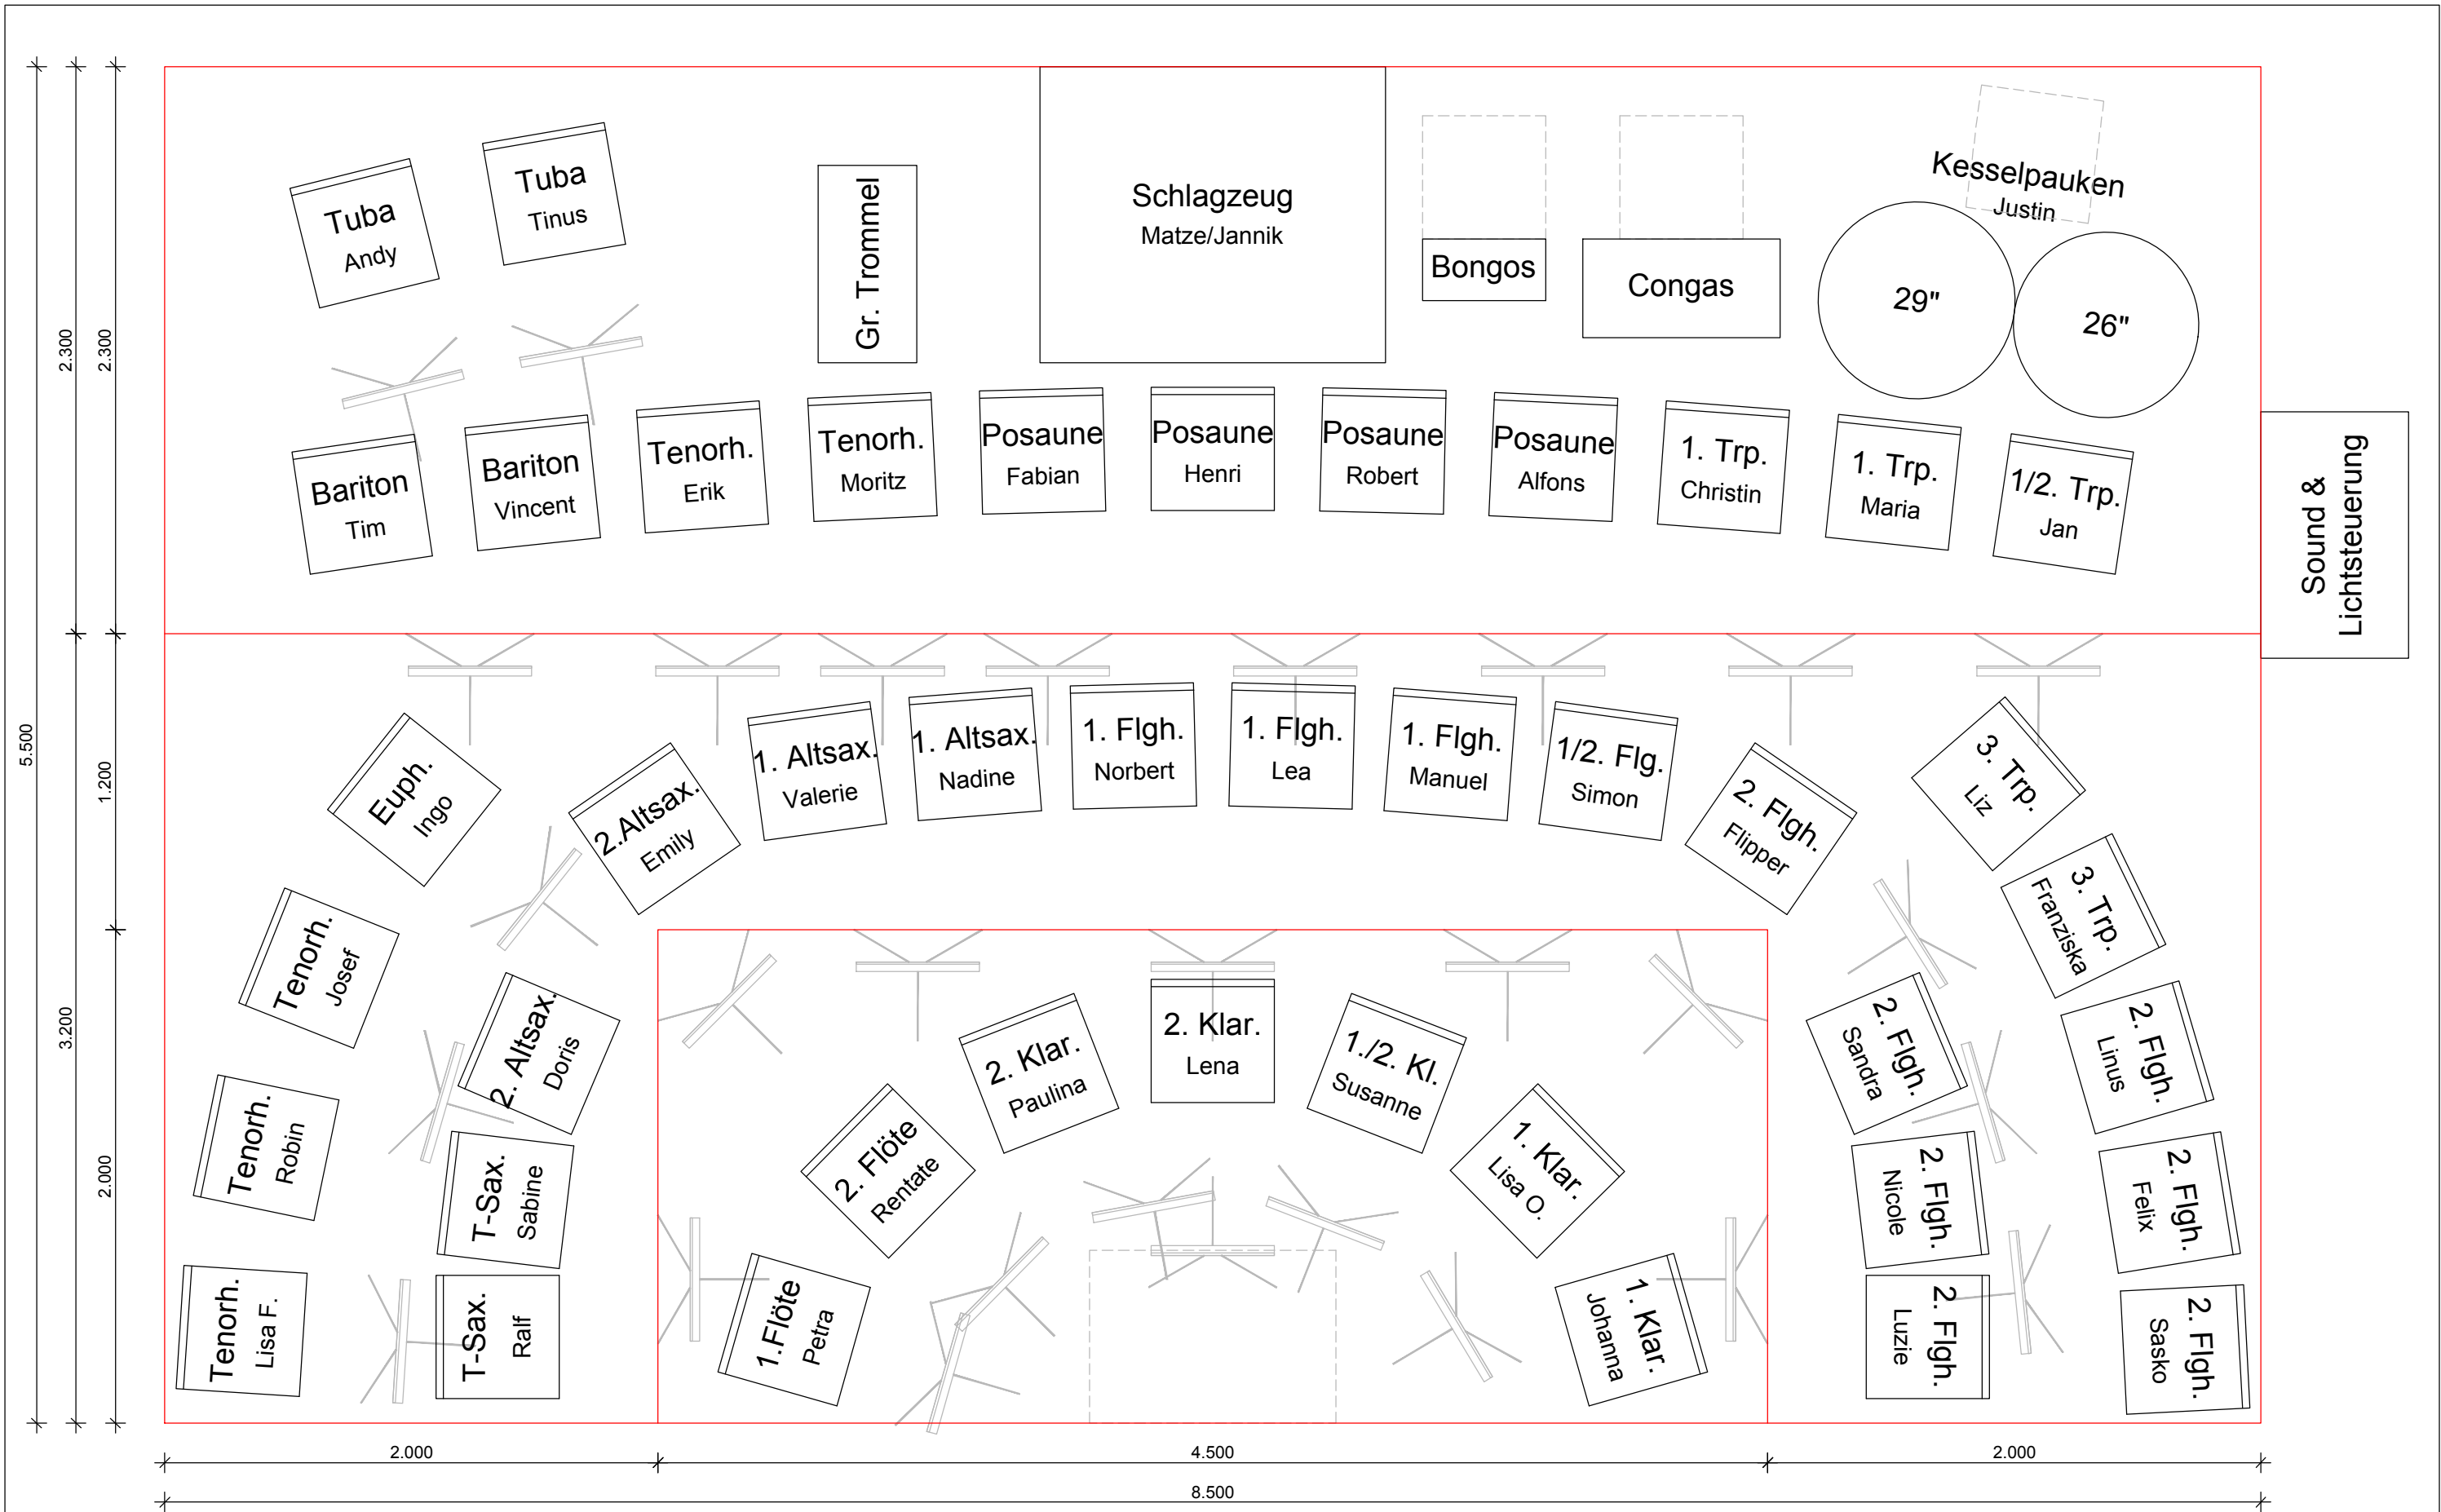 Tuba
Andy
Tuba
Tinus
Gr. Trommel
Schlagzeug
Matze/Jannik
Bongos
Congas
Kesselpauken
Justin
29"
26"
Sound &
Lichtsteuerung
Bariton
Tim
Bariton
Vincent
Tenorh.
Erik
Tenorh.
Moritz
Posaune
Fabian
Posaune
Henri
Posaune
Robert
Posaune
Alfons
1. Trp.
Christin
1. Trp.
Maria
1/2. Trp.
Jan
Euph.
Ingo
2.Altsax.
Emily
1. Altsax.
Valerie
1. Altsax.
Nadine
1. Flgh.
Norbert
1. Flgh.
Lea
1. Flgh.
Manuel
1/2. Flg.
Simon
2. Flgh.
Flipper
3. Trp.
Liz
3. Trp.
Franziska
Tenorh.
Josef
2. Altsax.
Doris
2. Klar.
Paulina
2. Klar.
Lena
1./2. Kl.
Susanne
2. Flgh.
Sandra
2. Flgh.
Linus
Tenorh.
Robin
T-Sax.
Sabine
2. Flöte
Rentate
1. Klar.
Lisa O.
2. Flgh.
Nicole
2. Flgh.
Felix
Tenorh.
Lisa F.
T-Sax.
Ralf
1.Flöte
Petra
1. Klar.
Johanna
2. Flgh.
Luzie
2. Flgh.
Sasko
5.500
2.300
3.200
2.300
1.200
2.000
2.000
4.500
2.000
8.500